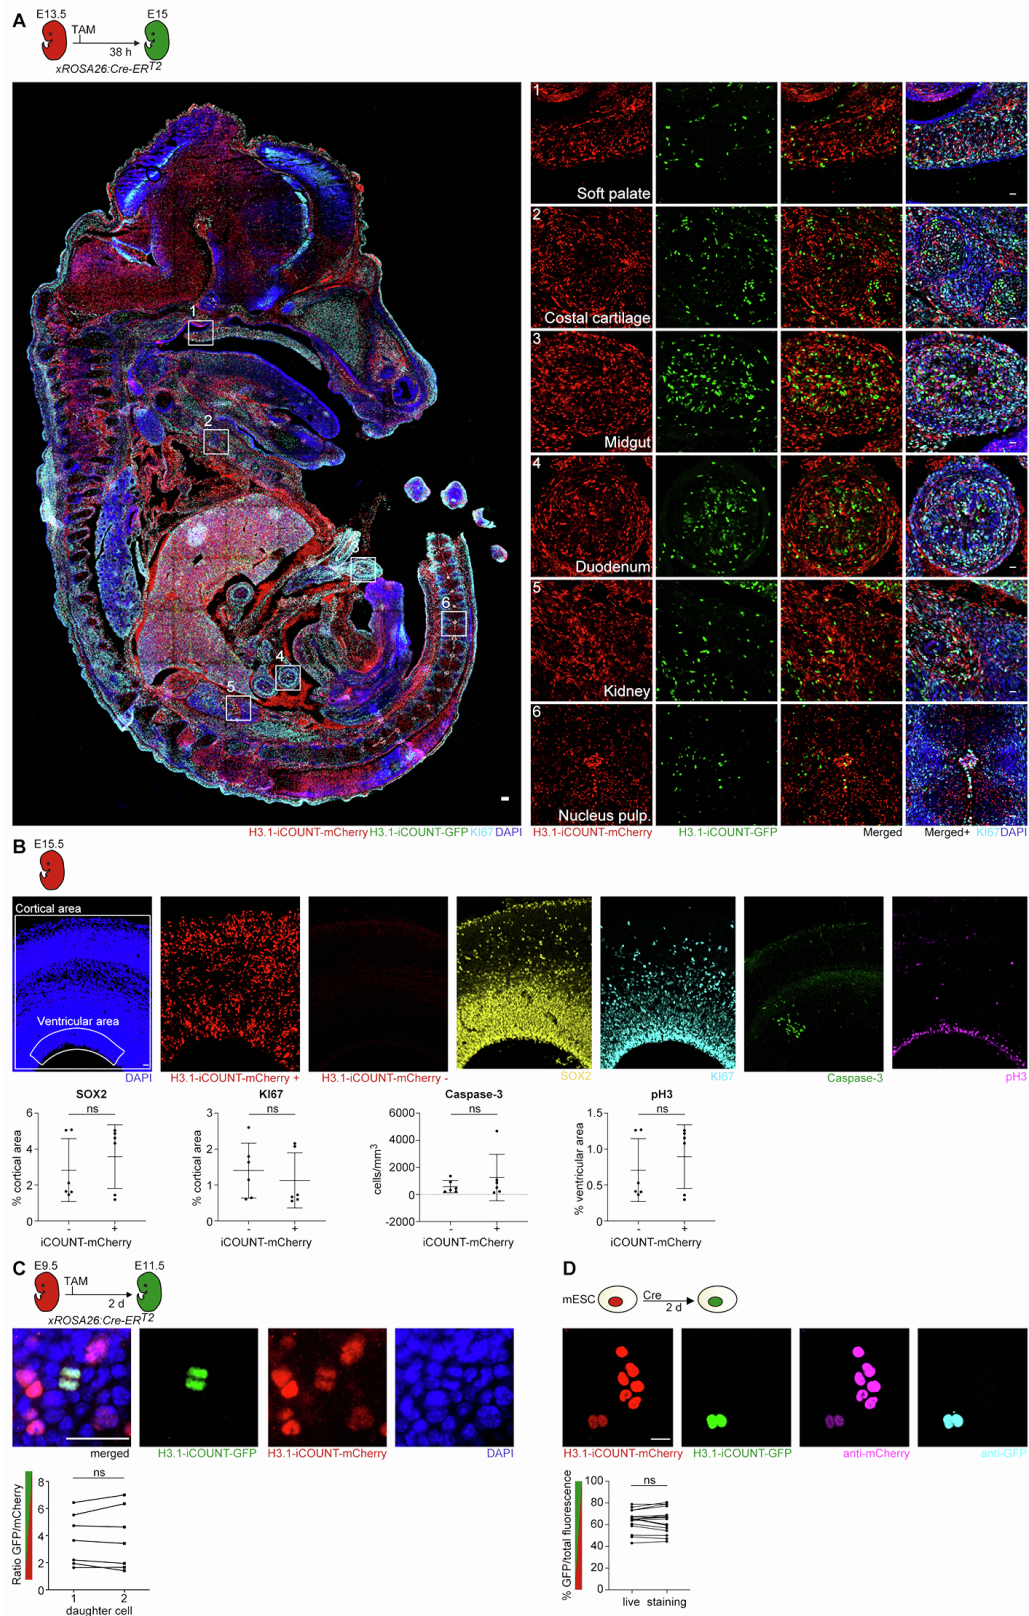 A
E13.5
E15
TAM
38 h
xROSA26:Cre-ER^T2
1
2
3
4
5
6
H3.1-iCOUNT-mCherry H3.1-iCOUNT-GFP KI67 DAPI
1
Soft palate
2
Costal cartilage
3
Midgut
4
Duodenum
5
Kidney
6
Nucleus pulp.
H3.1-iCOUNT-mCherry
H3.1-iCOUNT-GFP
Merged
Merged+ KI67 DAPI
B
E15.5
Cortical area
Ventricular area
DAPI
H3.1-iCOUNT-mCherry +
H3.1-iCOUNT-mCherry -
SOX2
KI67
Caspase-3
pH3
SOX2
ns
% cortical area
6
4
2
0
- +
iCOUNT-mCherry
KI67
ns
% cortical area
3
2
1
0
- +
iCOUNT-mCherry
Caspase-3
ns
cells/mm³
6000
4000
2000
0
-2000
- +
iCOUNT-mCherry
pH3
ns
% ventricular area
1.5
1.0
0.5
0
- +
iCOUNT-mCherry
C
E9.5
E11.5
TAM
2 d
xROSA26:Cre-ER^T2
merged
H3.1-iCOUNT-GFP
H3.1-iCOUNT-mCherry
DAPI
ns
Ratio GFP/mCherry
8
6
4
2
0
1 2
daughter cell
D
mESC
Cre
2 d
H3.1-iCOUNT-mCherry
H3.1-iCOUNT-GFP
anti-mCherry
anti-GFP
ns
% GFP/total fluorescence
100
80
60
40
20
0
live staining